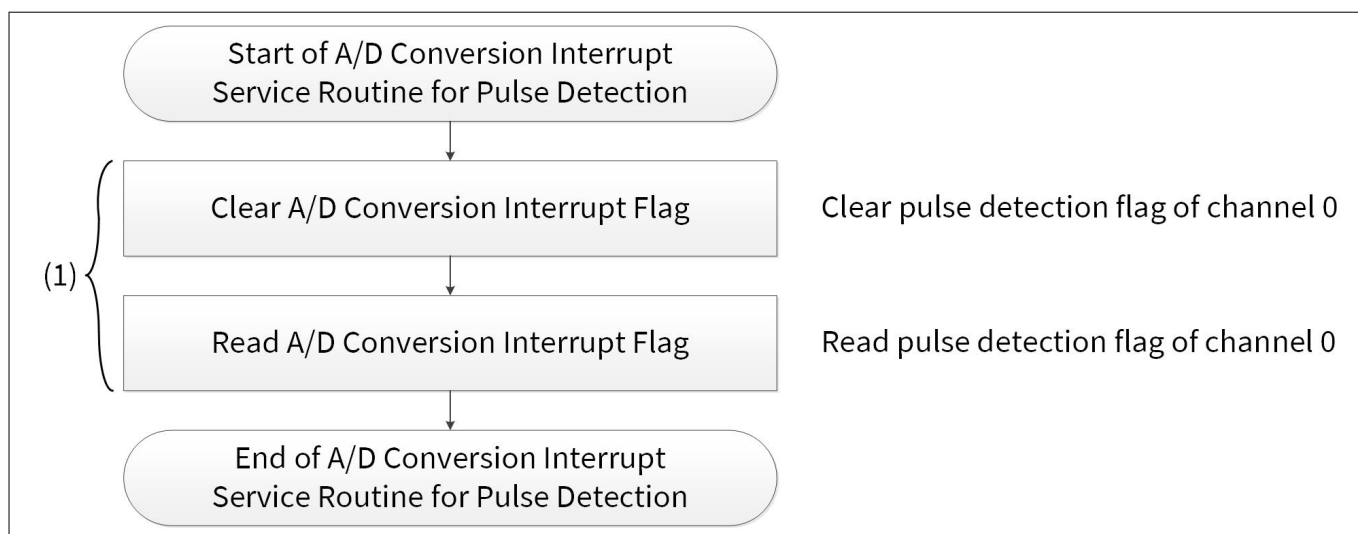 Start of A/D Conversion Interrupt
Service Routine for Pulse Detection
Clear A/D Conversion Interrupt Flag
Clear pulse detection flag of channel 0
(1)
Read A/D Conversion Interrupt Flag
Read pulse detection flag of channel 0
End of A/D Conversion Interrupt
Service Routine for Pulse Detection